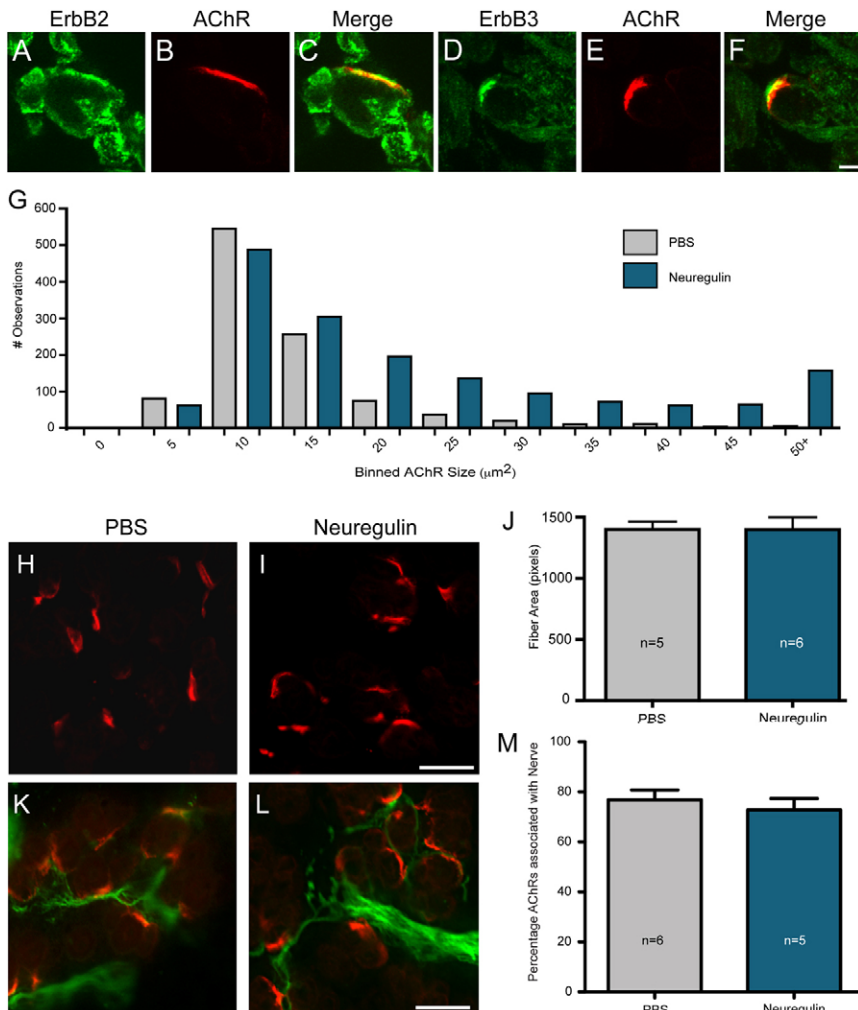 ErbB2 AChR Merge ErbB3 AChR Merge
A B C D E F
G
600
500
400
300
200
100
0
# Observations
PBS
Neuregulin
0 5 10 15 20 25 30 35 40 45 50+
Binned AChR Size (μm²)
PBS Neuregulin
H I
J
1500
1000
500
0
Fiber Area (pixels)
n=5 n=6
PBS Neuregulin
K L
M
100
80
60
40
20
0
Percentage AChRs associated with Nerve
n=6 n=5
PBS Neuregulin